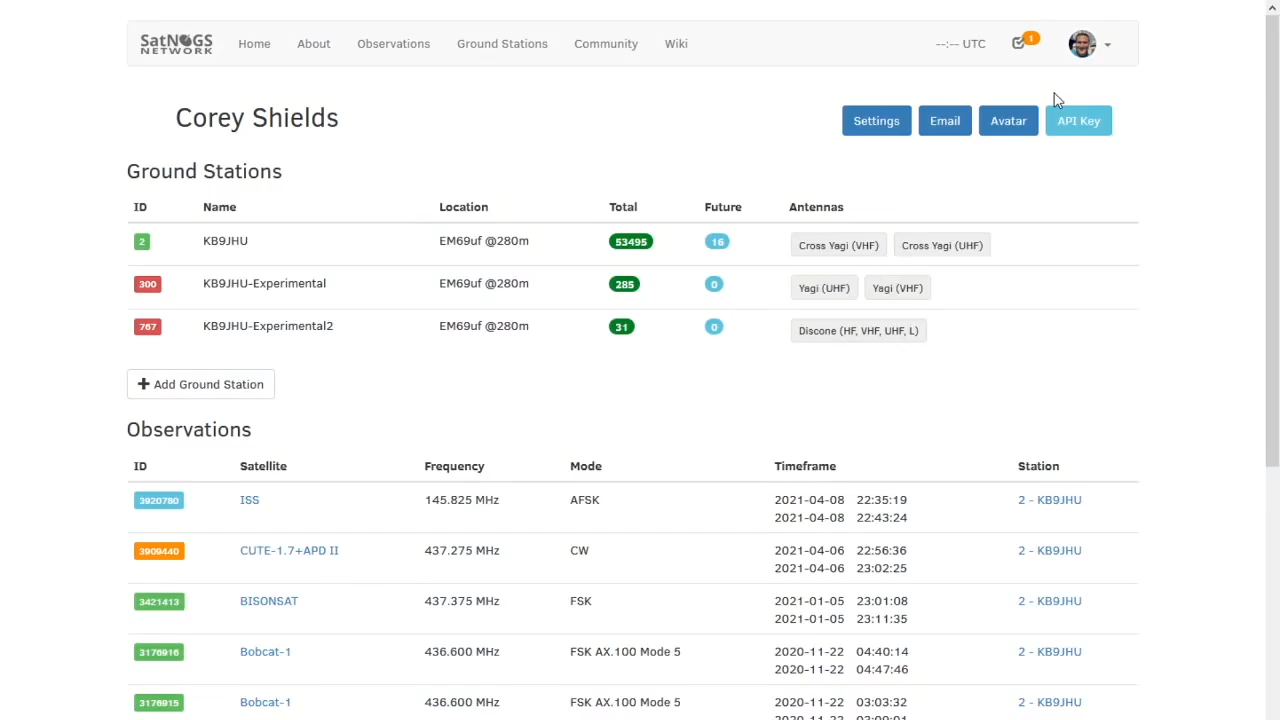 SatNOGS NETWORK Home About Observations Ground Stations Community Wiki --:-- UTC 1
Corey Shields Settings Email Avatar API Key
Ground Stations
ID Name Location Total Future Antennas
2 KB9JHU EM69uf @280m 53495 16 Cross Yagi (VHF) Cross Yagi (UHF)
300 KB9JHU-Experimental EM69uf @280m 285 0 Yagi (UHF) Yagi (VHF)
767 KB9JHU-Experimental2 EM69uf @280m 31 0 Discone (HF, VHF, UHF, L)
Add Ground Station
Observations
ID Satellite Frequency Mode Timeframe Station
3920780 ISS 145.825 MHz AFSK 2021-04-08 22:35:19 2 - KB9JHU
2021-04-08 22:43:24
3909440 CUTE-1.7+APD II 437.275 MHz CW 2021-04-06 22:56:36 2 - KB9JHU
2021-04-06 23:02:25
3421413 BISONSAT 437.375 MHz FSK 2021-01-05 23:01:08 2 - KB9JHU
2021-01-05 23:11:35
3176916 Bobcat-1 436.600 MHz FSK AX.100 Mode 5 2020-11-22 04:40:14 2 - KB9JHU
2020-11-22 04:47:46
3176915 Bobcat-1 436.600 MHz FSK AX.100 Mode 5 2020-11-22 03:03:32 2 - KB9JHU